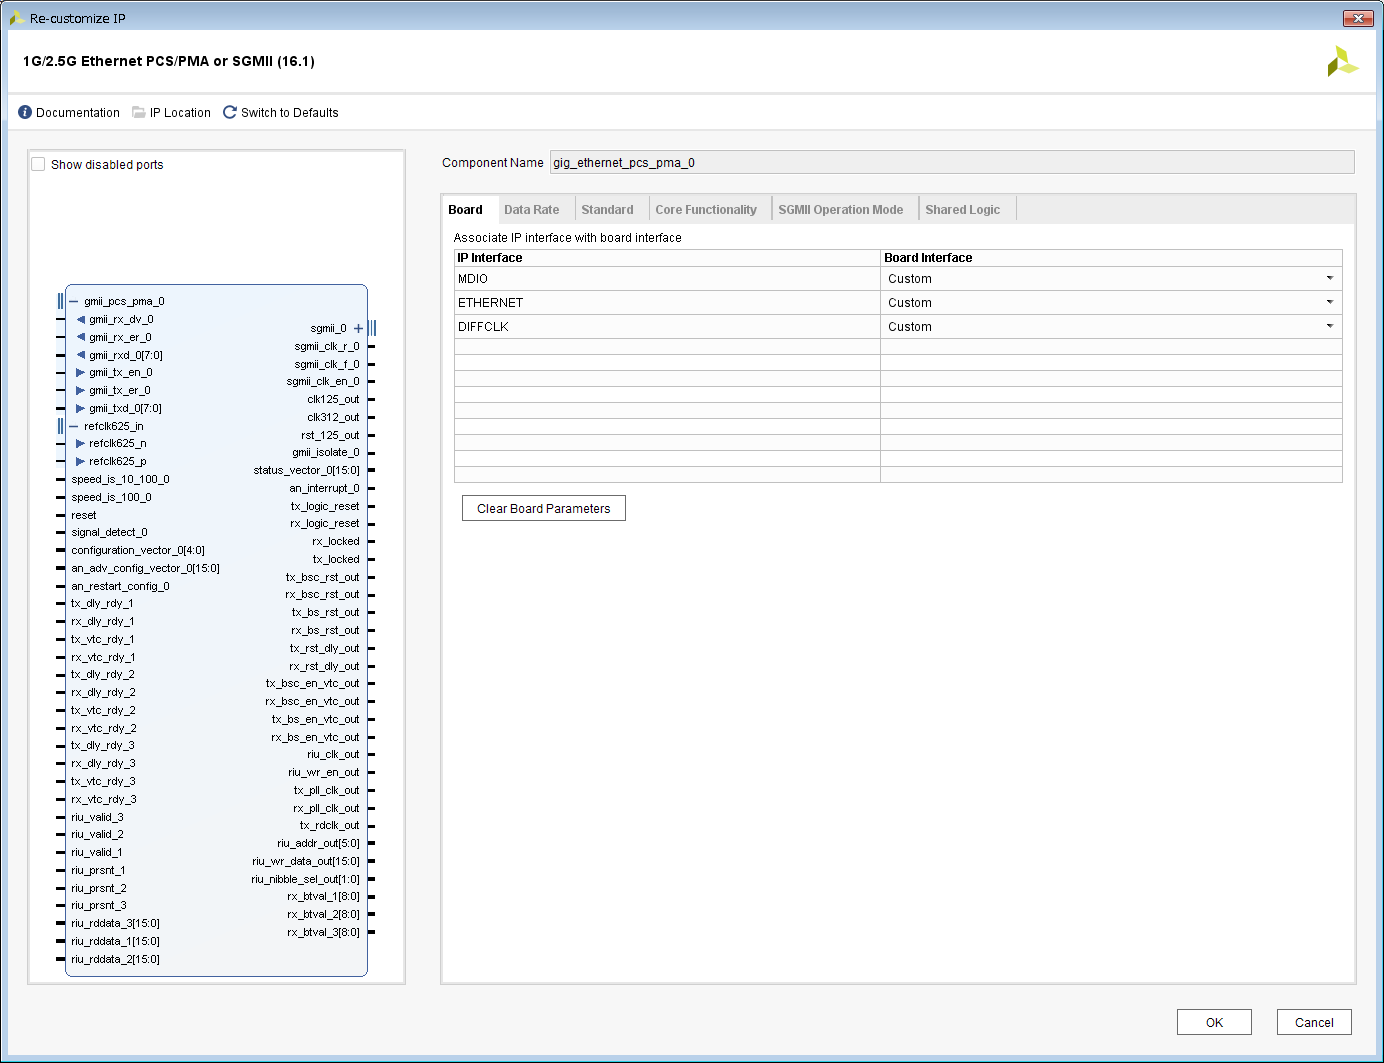 Re-customize IP
1G/2.5G Ethernet PCS/PMA or SGMII (16.1)
Documentation IP Location Switch to Defaults
Show disabled ports
gmii_pcs_pma_0
gmii_rx_dv_0
gmii_rx_er_0
gmii_rxd_0[7:0]
gmii_tx_en_0
gmii_tx_er_0
gmii_txd_0[7:0]
refclk625_in
refclk625_n
refclk625_p
speed_is_10_100_0
speed_is_100_0
reset
signal_detect_0
configuration_vector_0[4:0]
an_adv_config_vector_0[15:0]
an_restart_config_0
tx_dly_rdy_1
rx_dly_rdy_1
tx_vtc_rdy_1
rx_vtc_rdy_1
tx_dly_rdy_2
rx_dly_rdy_2
tx_vtc_rdy_2
rx_vtc_rdy_2
tx_dly_rdy_3
rx_dly_rdy_3
tx_vtc_rdy_3
rx_vtc_rdy_3
riu_valid_3
riu_valid_2
riu_valid_1
riu_prsnt_1
riu_prsnt_2
riu_prsnt_3
riu_rddata_3[15:0]
riu_rddata_1[15:0]
riu_rddata_2[15:0]
sgmii_0
sgmii_clk_r_0
sgmii_clk_f_0
sgmii_clk_en_0
clk125_out
clk312_out
rst_125_out
gmii_isolate_0
status_vector_0[15:0]
an_interrupt_0
tx_logic_reset
rx_logic_reset
rx_locked
tx_locked
tx_bsc_rst_out
rx_bsc_rst_out
tx_bs_rst_out
rx_bs_rst_out
tx_rst_dly_out
rx_rst_dly_out
tx_bsc_en_vtc_out
rx_bsc_en_vtc_out
tx_bs_en_vtc_out
rx_bs_en_vtc_out
riu_clk_out
riu_wr_en_out
tx_pll_clk_out
rx_pll_clk_out
tx_rdclk_out
riu_addr_out[5:0]
riu_wr_data_out[15:0]
riu_nibble_sel_out[1:0]
rx_btval_1[8:0]
rx_btval_2[8:0]
rx_btval_3[8:0]
Component Name gig_ethernet_pcs_pma_0
Board Data Rate Standard Core Functionality SGMII Operation Mode Shared Logic
Associate IP interface with board interface
IP Interface Board Interface
MDIO Custom
ETHERNET Custom
DIFFCLK Custom
Clear Board Parameters
OK Cancel